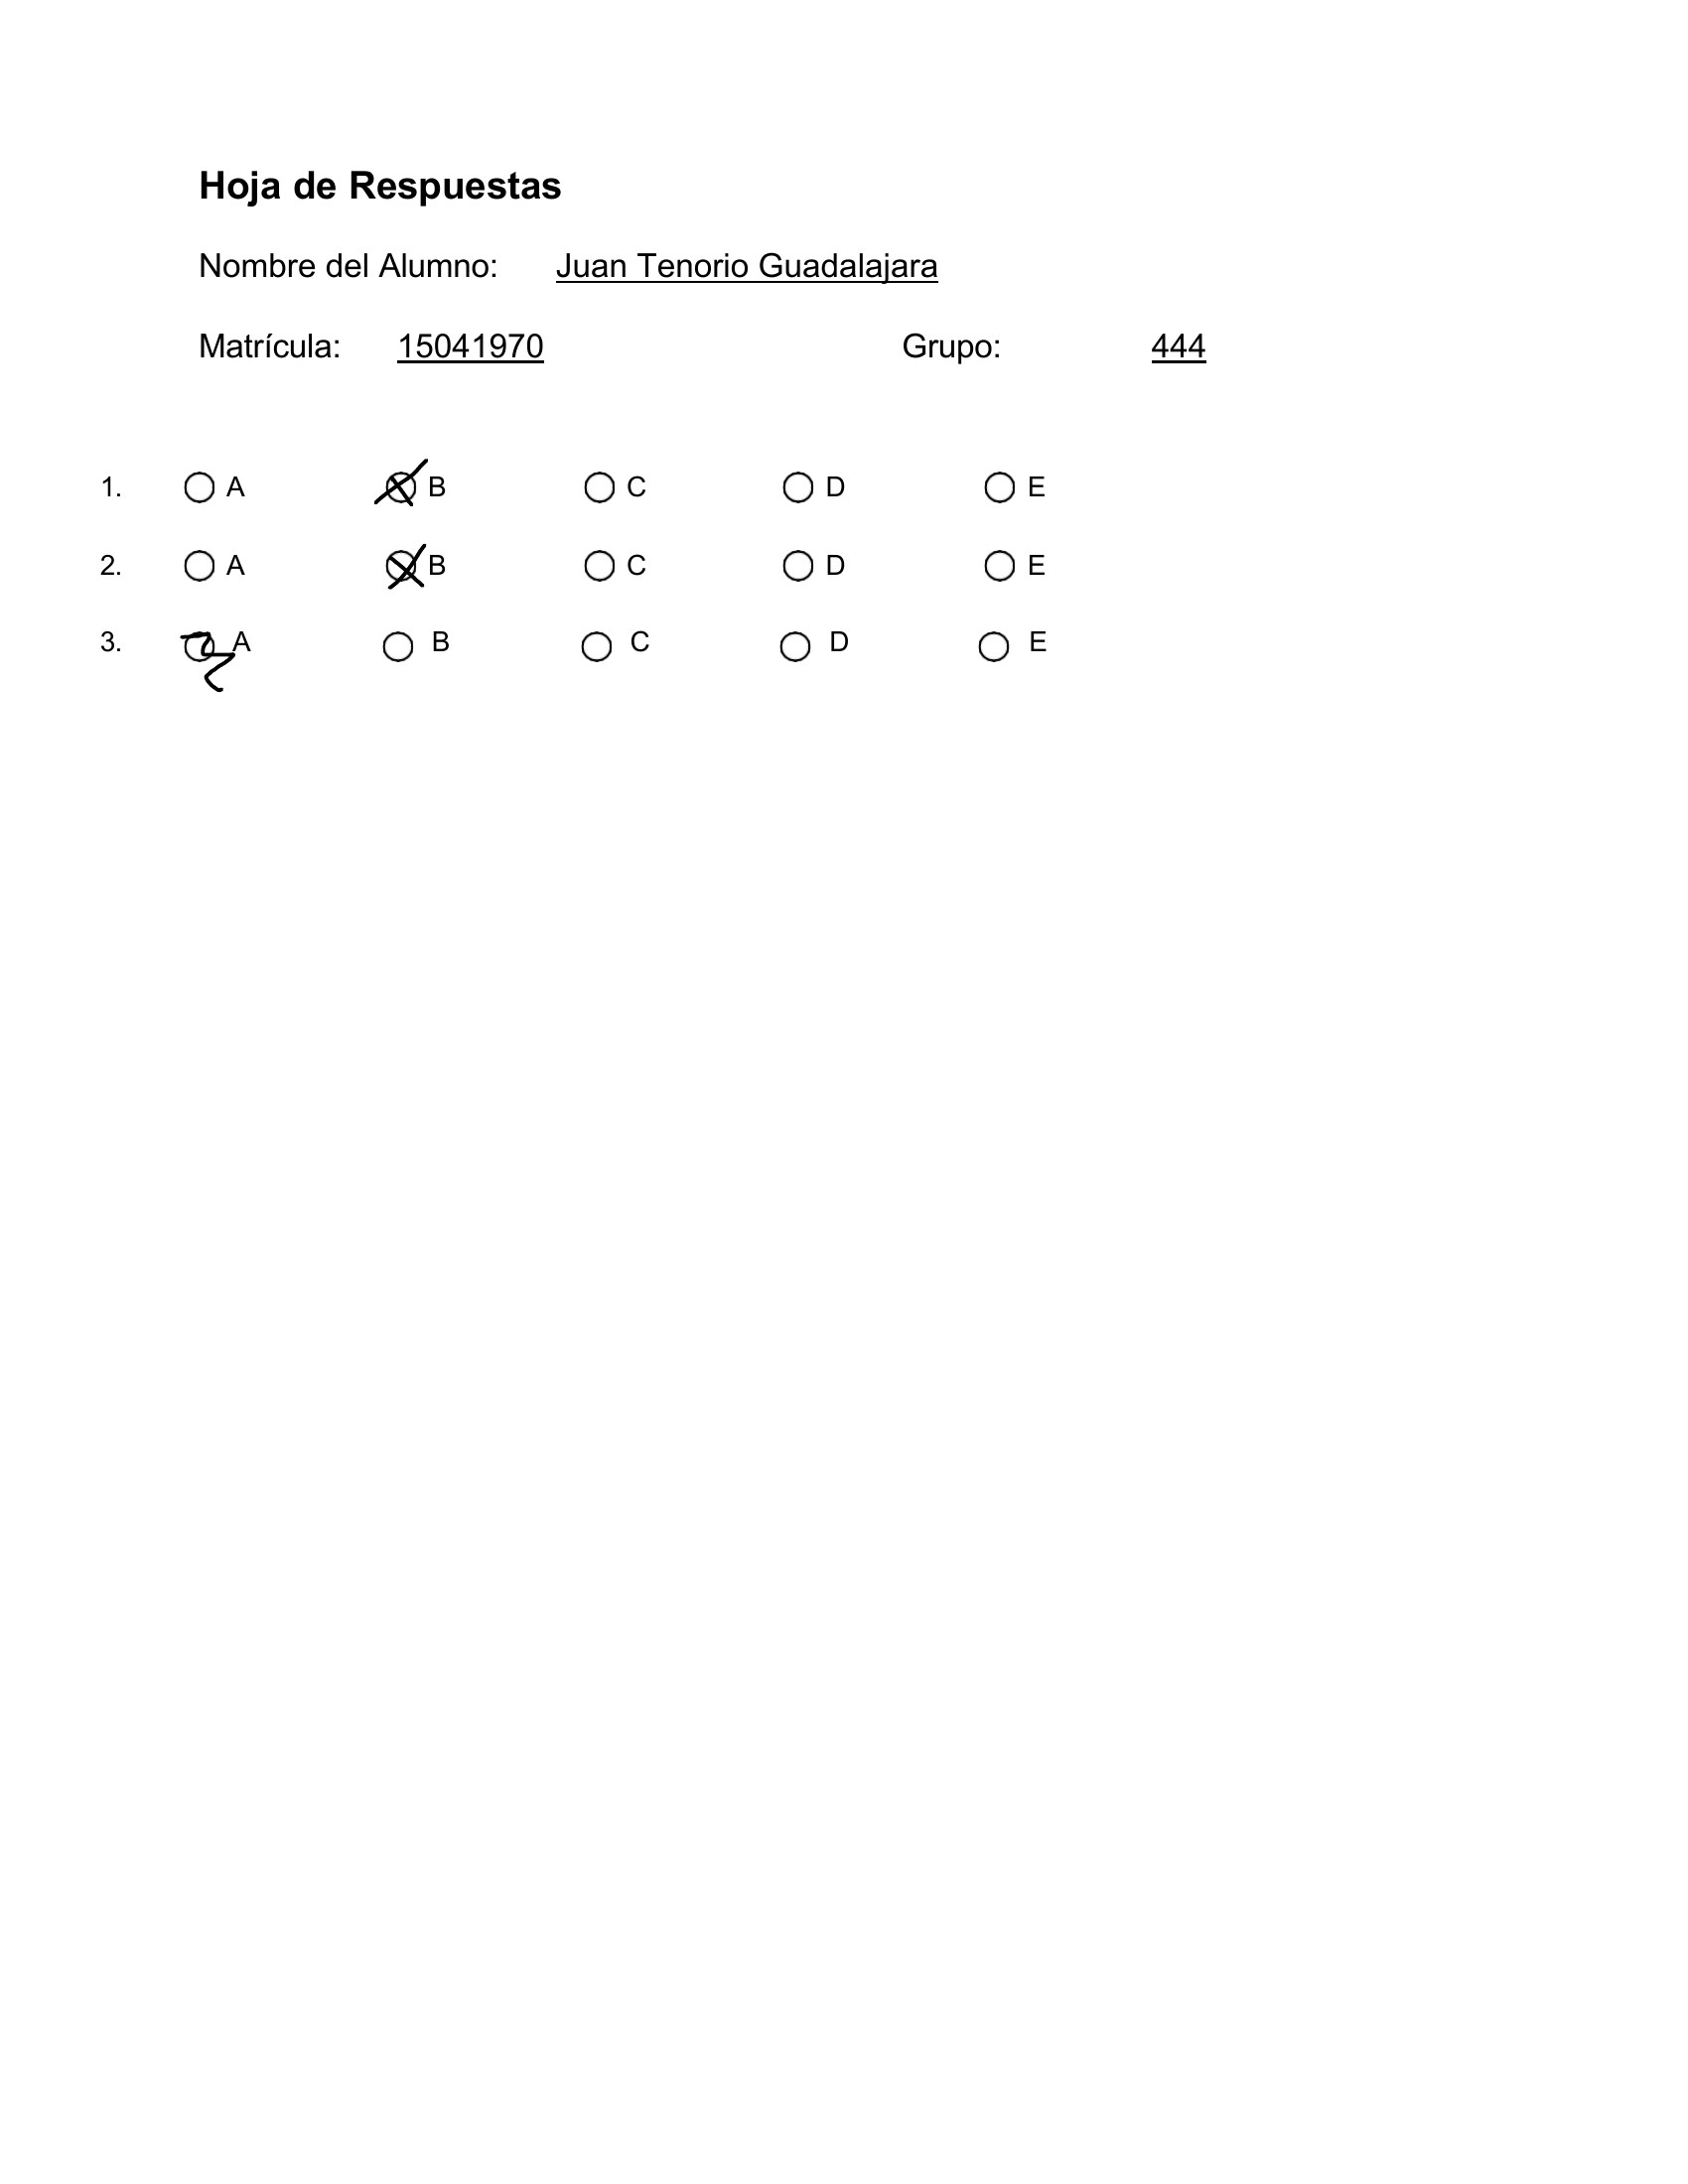 Hoja de Respuestas
Nombre del Alumno: Juan Tenorio Guadalajara
Matrícula: 15041970 Grupo: 444
1. A B C D E
2. A B C D E
3. A B C D E